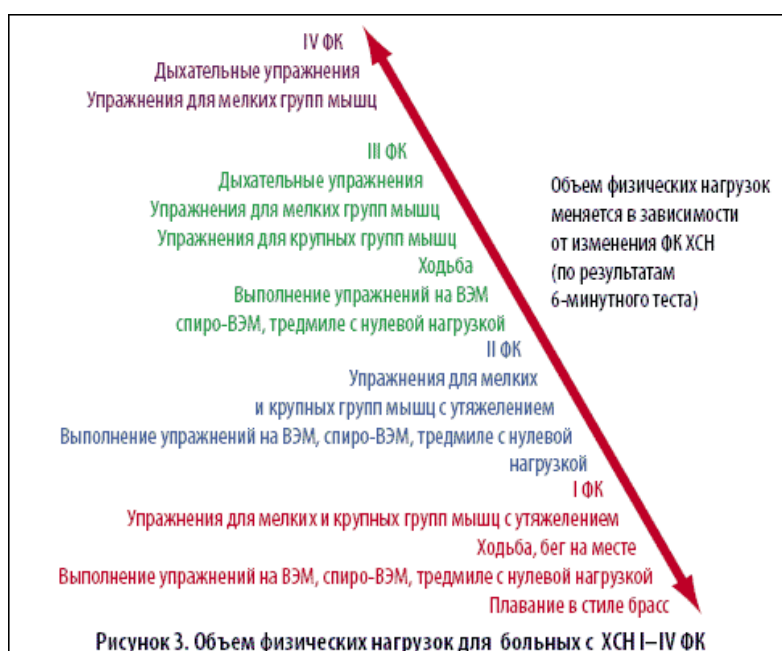 IV ФК
Дыхательные упражнения
Упражнения для мелких групп мышц
III ФК
Дыхательные упражнения
Упражнения для мелких групп мышц
Упражнения для крупных групп мышц
Ходьба
Выполнение упражнений на ВЭМ
спиро-ВЭМ, тредмиле с нулевой нагрузкой
II ФК
Упражнения для мелких
и крупных групп мышц с утяжелением
Выполнение упражнений на ВЭМ, спиро-ВЭМ, тредмиле с нулевой
нагрузкой
I ФК
Упражнения для мелких и крупных групп мышц с утяжелением
Ходьба, бег на месте
Выполнение упражнений на ВЭМ, спиро-ВЭМ, тредмиле с нулевой нагрузкой
Плавание в стиле брасс
Объем физических нагрузок
меняется в зависимости
от изменения ФК ХСН
(по результатам
6-минутного теста)
Рисунок 3. Объем физических нагрузок для больных с ХСН I–IV ФК